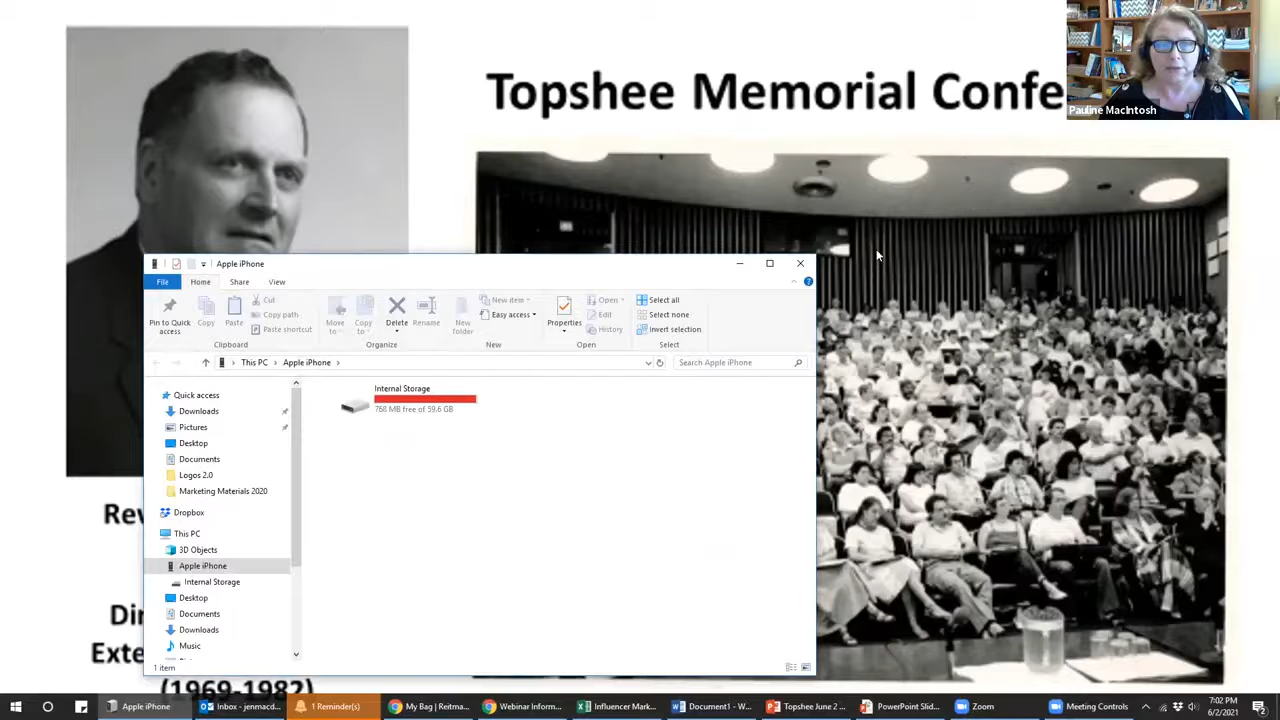 Topshee Memorial Confe
Pauline MacIntosh
Apple iPhone
File Home Share View
Pin to Quick access
Copy
Paste
Cut
Copy path
Paste shortcut
Clipboard
Move to
Copy to
Delete
Rename
Organize
New folder
New item
Easy access
New
Properties
Open
Edit
History
Open
Select all
Select none
Invert selection
Select
This PC > Apple iPhone >
Search Apple iPhone
Quick access
Downloads
Pictures
Desktop
Documents
Logos 2.0
Marketing Materials 2020
Dropbox
This PC
3D Objects
Apple iPhone
Internal Storage
Desktop
Documents
Downloads
Music
Internal Storage
768 MB free of 59.6 GB
1 item
Rev
Di
Exte
(1969-1982)
Apple iPhone
Inbox - jenmacd...
1 Reminder(s)
My Bag | Reitma...
Webinar Inform...
Influencer Mark...
Document1 - W...
Topshee June 2 ...
PowerPoint Slid...
Zoom
Meeting Controls
7:02 PM
6/2/2021
2